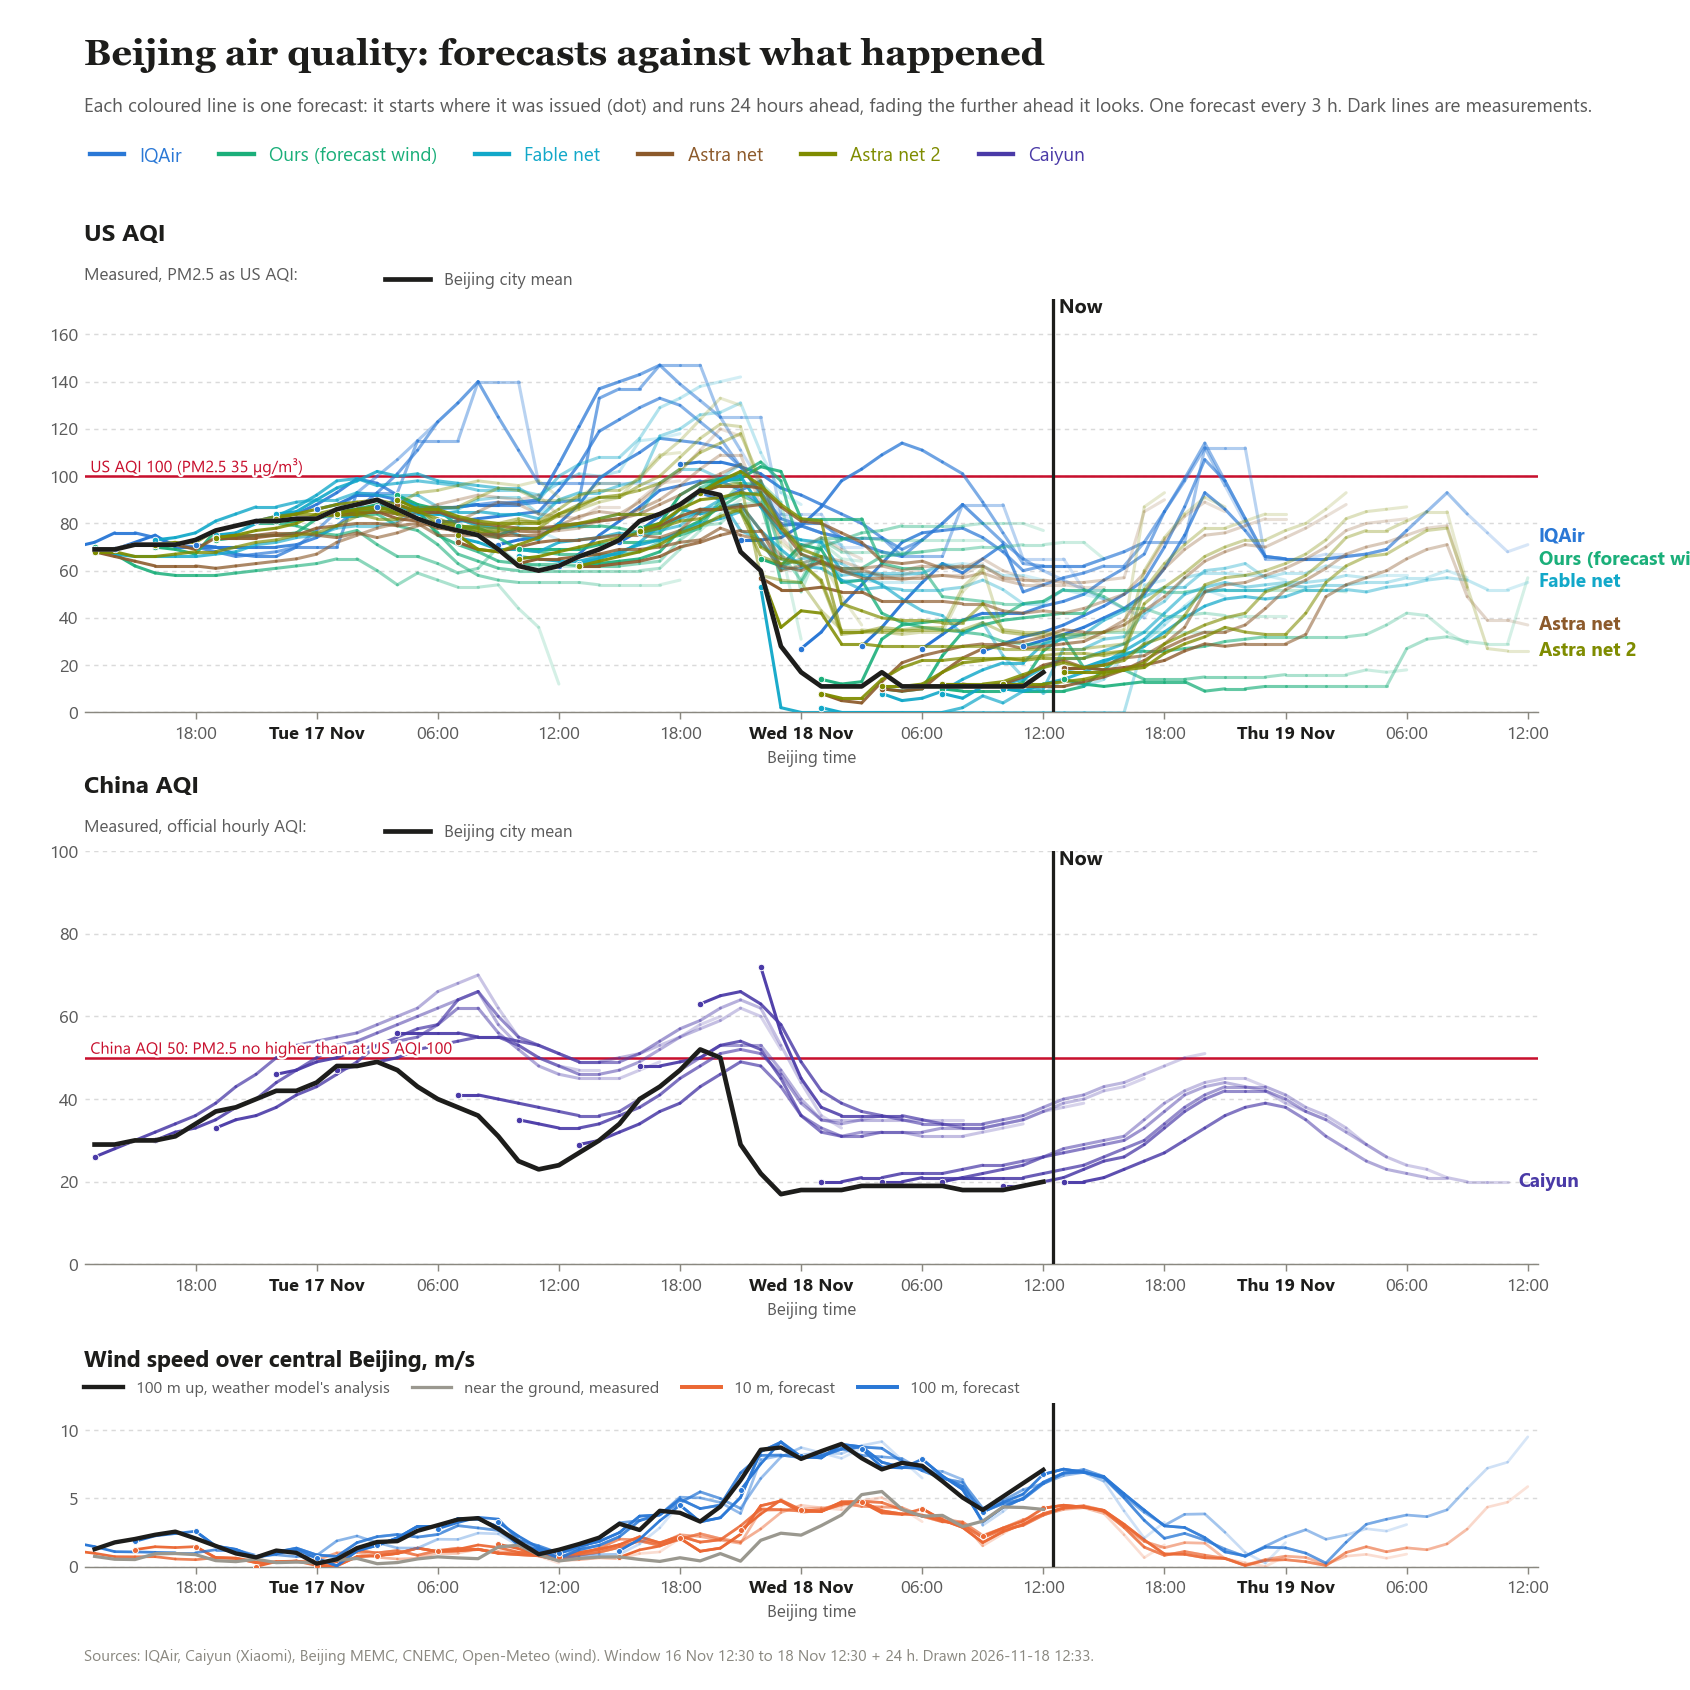 Beijing air quality: forecasts against what happened
Each coloured line is one forecast: it starts where it was issued (dot) and runs 24 hours ahead, fading the further ahead it looks. One forecast every 3 h. Dark lines are measurements.
IQAir Ours (forecast wind) Fable net Astra net Astra net 2 Caiyun
US AQI
Measured, PM2.5 as US AQI: Beijing city mean
Now
160
140
120
US AQI 100 (PM2.5 35 µg/m³)
100
80
IQAir
Ours (forecast wi
60
Fable net
40
Astra net
Astra net 2
20
0
18:00 Tue 17 Nov 06:00 12:00 18:00 Wed 18 Nov 06:00 12:00 18:00 Thu 19 Nov 06:00 12:00
Beijing time
China AQI
Measured, official hourly AQI: Beijing city mean
100
Now
80
60
China AQI 50: PM2.5 no higher than at US AQI 100
40
20
Caiyun
0
18:00 Tue 17 Nov 06:00 12:00 18:00 Wed 18 Nov 06:00 12:00 18:00 Thu 19 Nov 06:00 12:00
Beijing time
Wind speed over central Beijing, m/s
100 m up, weather model's analysis near the ground, measured 10 m, forecast 100 m, forecast
10
5
0
18:00 Tue 17 Nov 06:00 12:00 18:00 Wed 18 Nov 06:00 12:00 18:00 Thu 19 Nov 06:00 12:00
Beijing time
Sources: IQAir, Caiyun (Xiaomi), Beijing MEMC, CNEMC, Open-Meteo (wind). Window 16 Nov 12:30 to 18 Nov 12:30 + 24 h. Drawn 2026-11-18 12:33.